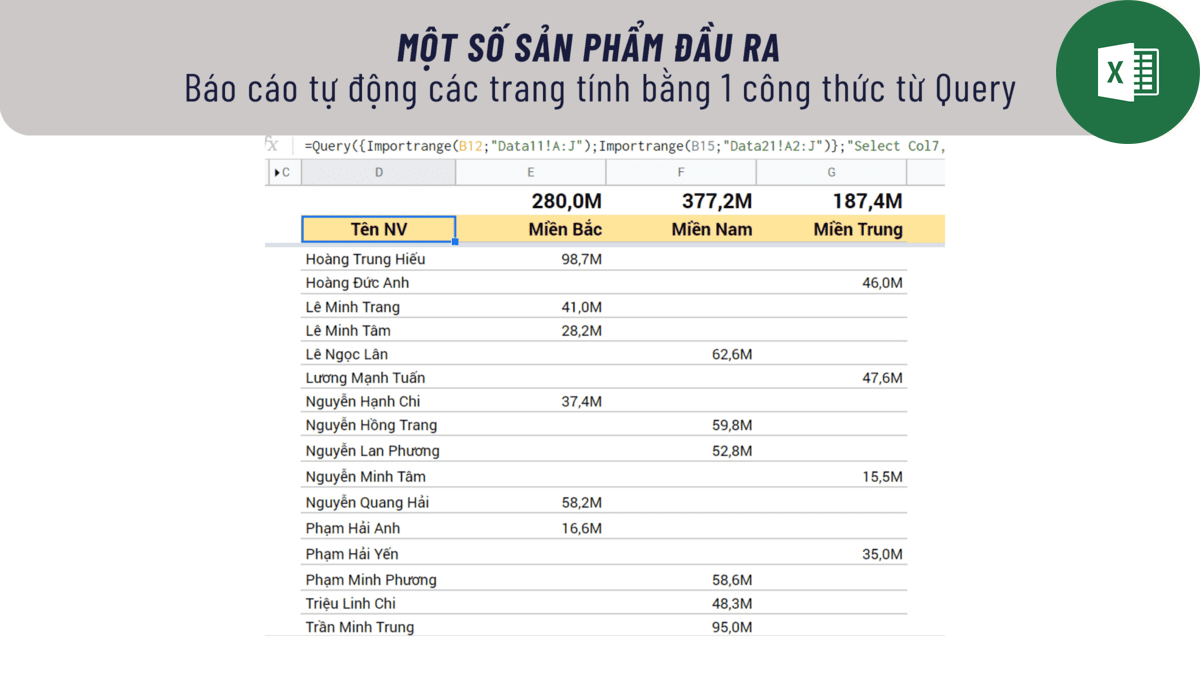 MỘT SỐ SẢN PHẨM ĐẦU RA
Báo cáo tự động các trang tính bằng 1 công thức từ Query
X
fx =Query({Importrange(B12;"Data11!A:J");Importrange(B15;"Data21!A2:J")};"Select Col7,
C D E F G
280,0M 377,2M 187,4M
Tên NV Miền Bắc Miền Nam Miền Trung
Hoàng Trung Hiếu 98,7M
Hoàng Đức Anh 46,0M
Lê Minh Trang 41,0M
Lê Minh Tâm 28,2M
Lê Ngọc Lân 62,6M
Lương Mạnh Tuấn 47,6M
Nguyễn Hạnh Chi 37,4M
Nguyễn Hồng Trang 59,8M
Nguyễn Lan Phương 52,8M
Nguyễn Minh Tâm 15,5M
Nguyễn Quang Hải 58,2M
Phạm Hải Anh 16,6M
Phạm Hải Yến 35,0M
Phạm Minh Phương 58,6M
Triệu Linh Chi 48,3M
Trần Minh Trung 95,0M